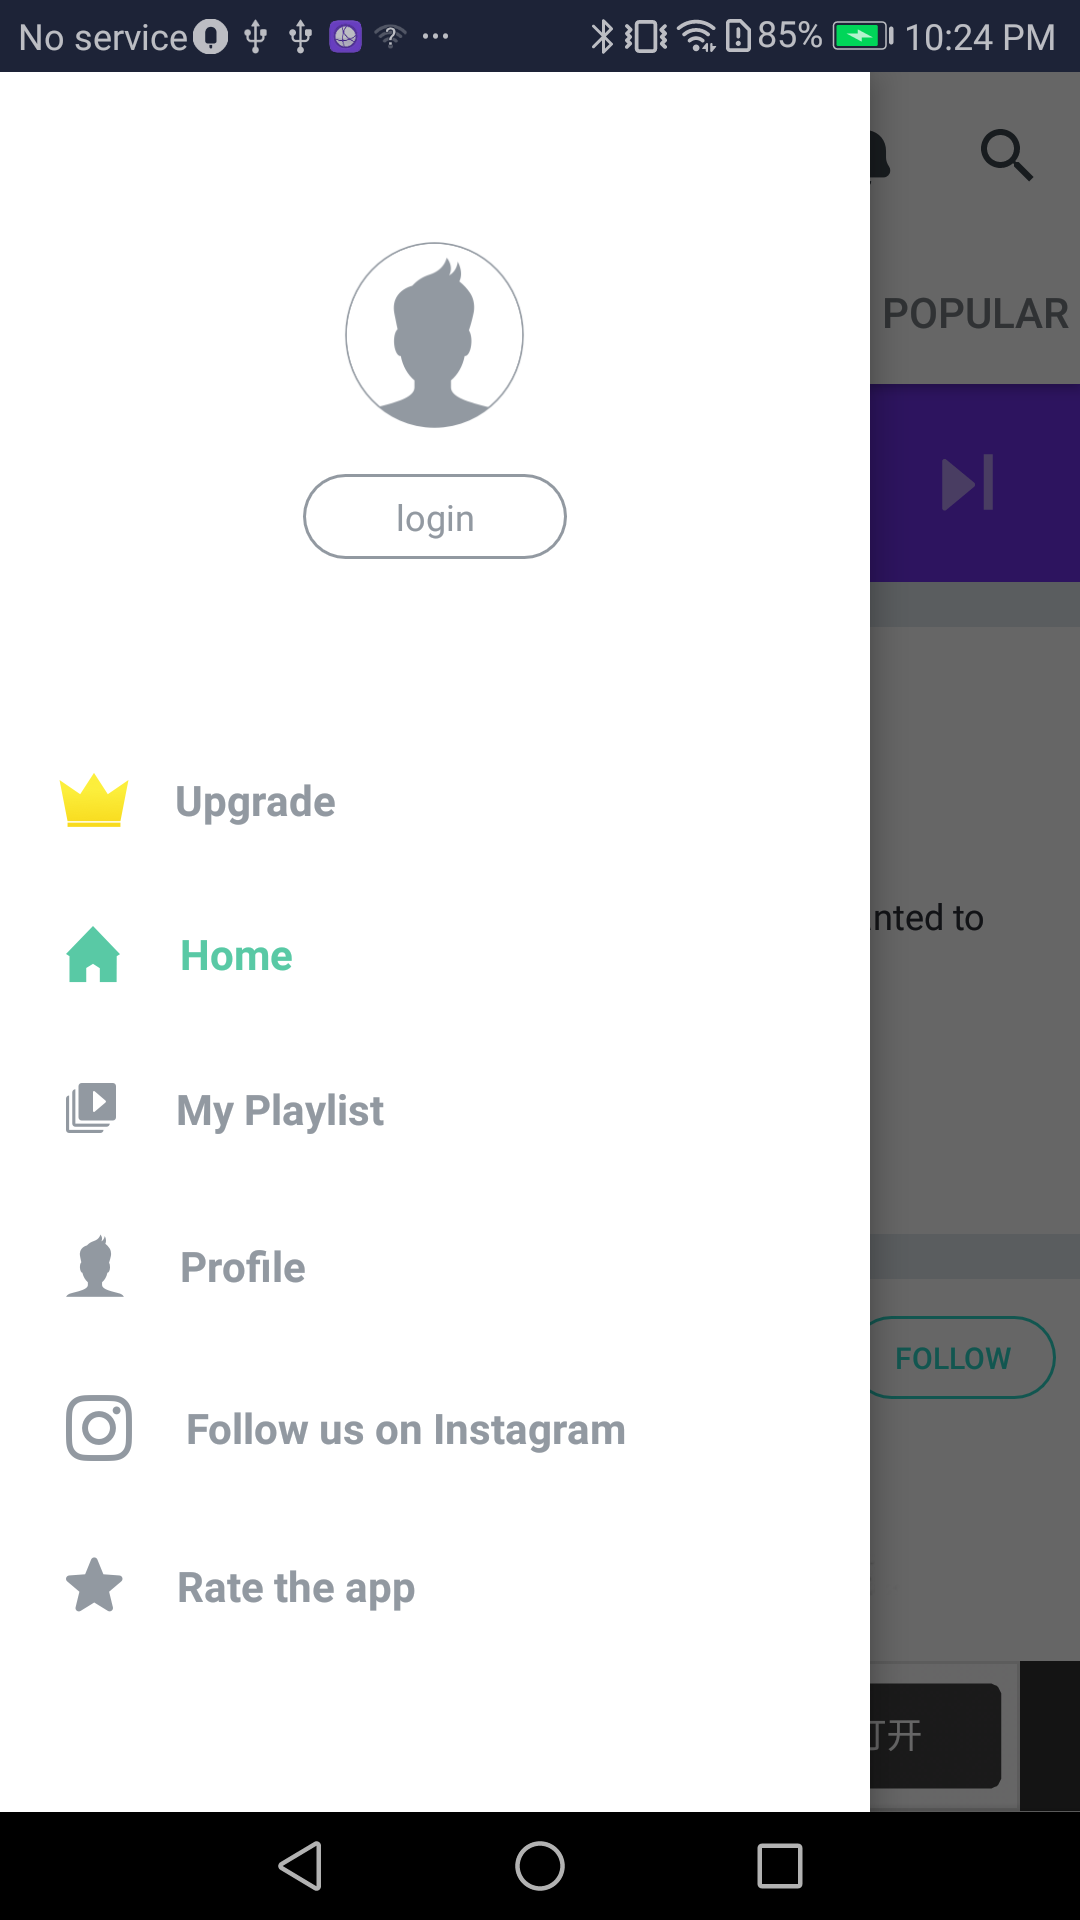 No service 85% 10:24 PM
POPULAR
login
Upgrade
nted to
Home
My Playlist
Profile
FOLLOW
Follow us on Instagram
Rate the app
开